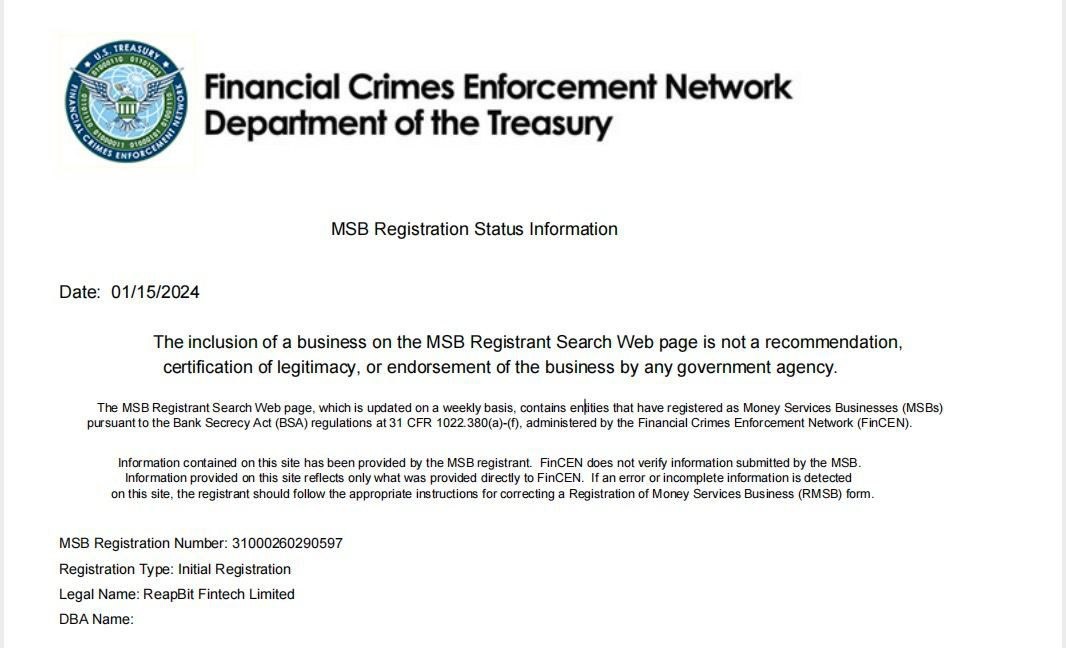 U.S. TREASURY
FINANCIAL CRIMES ENFORCEMENT NETWORK
Financial Crimes Enforcement Network
Department of the Treasury
MSB Registration Status Information
Date: 01/15/2024
The inclusion of a business on the MSB Registrant Search Web page is not a recommendation,
certification of legitimacy, or endorsement of the business by any government agency.
The MSB Registrant Search Web page, which is updated on a weekly basis, contains entities that have registered as Money Services Businesses (MSBs)
pursuant to the Bank Secrecy Act (BSA) regulations at 31 CFR 1022.380(a)-(f), administered by the Financial Crimes Enforcement Network (FinCEN).
Information contained on this site has been provided by the MSB registrant. FinCEN does not verify information submitted by the MSB.
Information provided on this site reflects only what was provided directly to FinCEN. If an error or incomplete information is detected
on this site, the registrant should follow the appropriate instructions for correcting a Registration of Money Services Business (RMSB) form.
MSB Registration Number: 31000260290597
Registration Type: Initial Registration
Legal Name: ReapBit Fintech Limited
DBA Name: